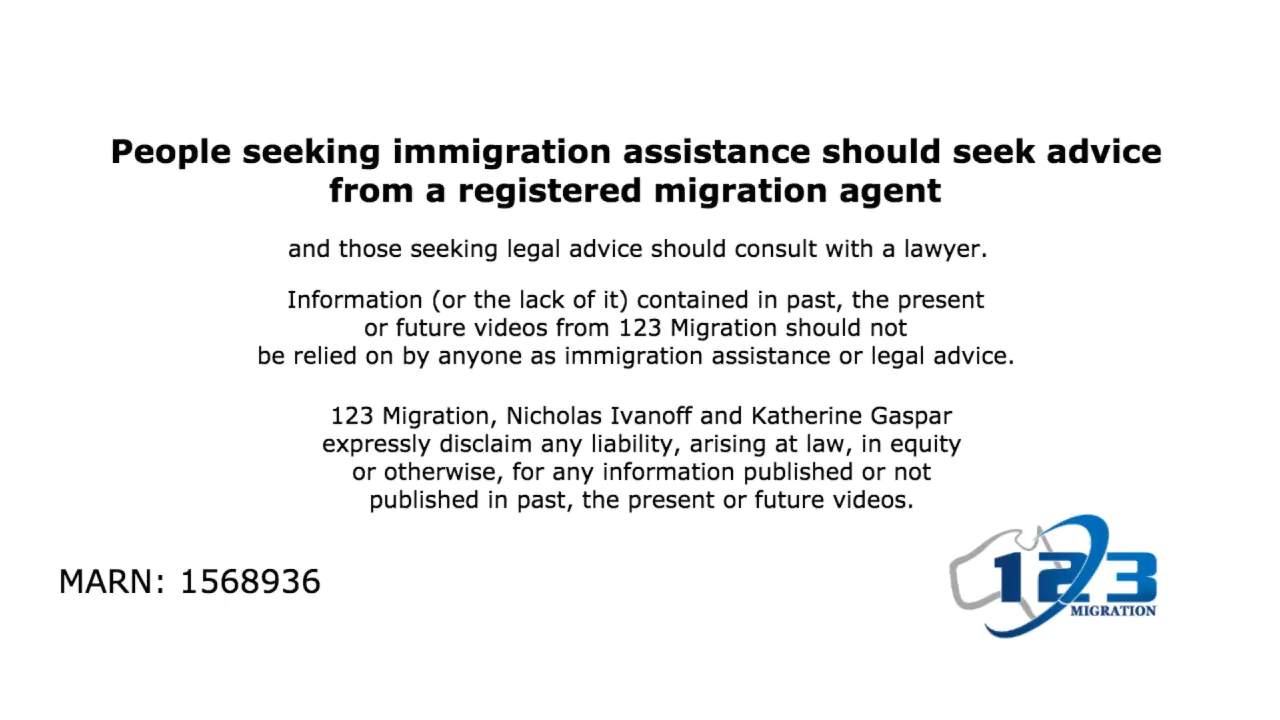 People seeking immigration assistance should seek advice
from a registered migration agent
and those seeking legal advice should consult with a lawyer.
Information (or the lack of it) contained in past, the present
or future videos from 123 Migration should not
be relied on by anyone as immigration assistance or legal advice.
123 Migration, Nicholas Ivanoff and Katherine Gaspar
expressly disclaim any liability, arising at law, in equity
or otherwise, for any information published or not
published in past, the present or future videos.
MARN: 1568936
123
MIGRATION